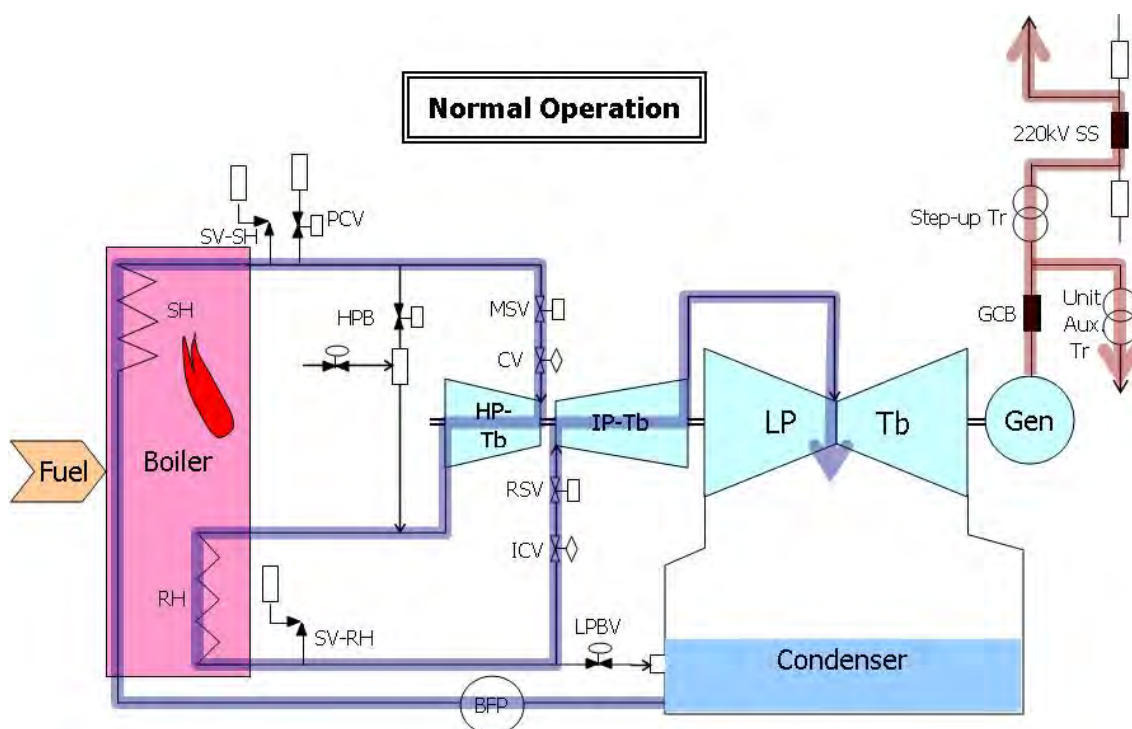 Normal Operation
220kV SS
PCV
SV-SH
Step-up Tr
SH
HPB
MSV
GCB
Unit
Aux.
Tr
CV
HP-
Tb
IP-Tb
LP
Tb
Gen
Fuel
Boiler
RSV
ICV
RH
SV-RH
LPBV
Condenser
BFP